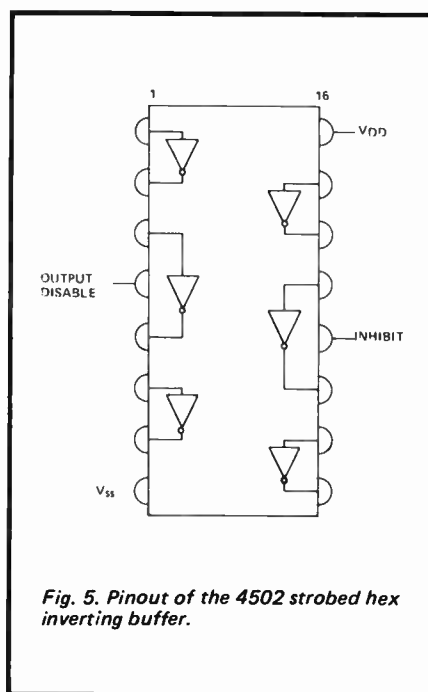 1 16
VDD
OUTPUT
DISABLE
INHIBIT
Vss
Fig. 5. Pinout of the 4502 strobed hex
inverting buffer.